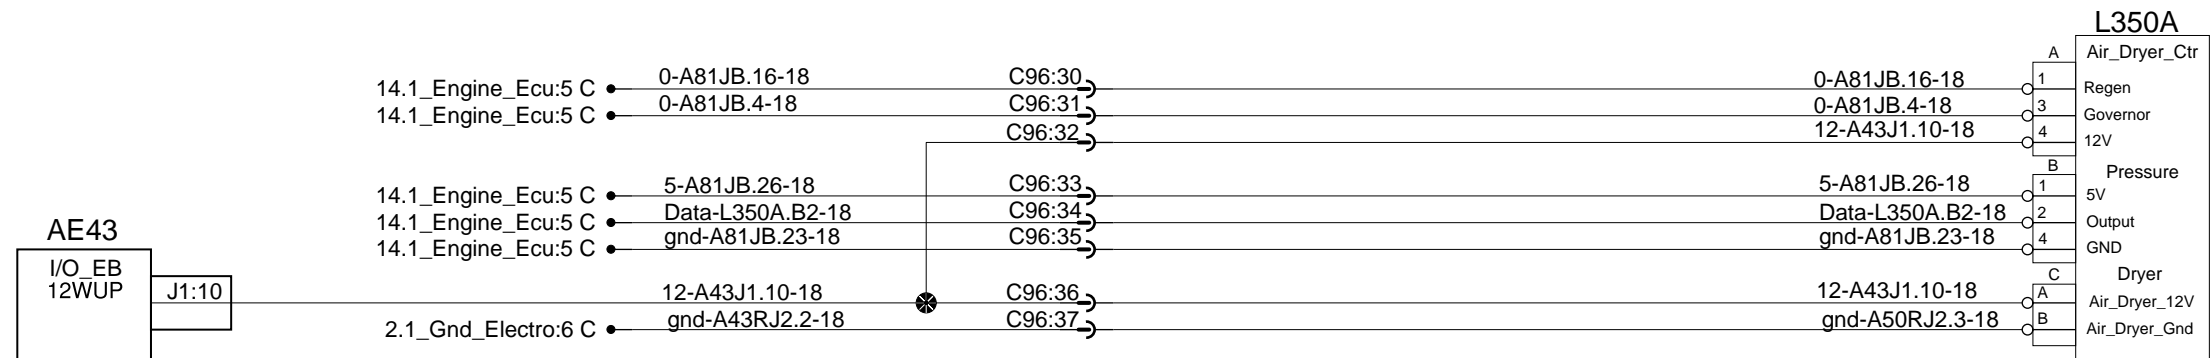 L350A
A Air_Dryer_Ctr
14.1_Engine_Ecu:5 C 0-A81JB.16-18 C96:30 0-A81JB.16-18 1 Regen
14.1_Engine_Ecu:5 C 0-A81JB.4-18 C96:31 0-A81JB.4-18 3 Governor
C96:32 12-A43J1.10-18 4 12V
B Pressure
14.1_Engine_Ecu:5 C 5-A81JB.26-18 C96:33 5-A81JB.26-18 1 5V
14.1_Engine_Ecu:5 C Data-L350A.B2-18 C96:34 Data-L350A.B2-18 2 Output
14.1_Engine_Ecu:5 C gnd-A81JB.23-18 C96:35 gnd-A81JB.23-18 4 GND
AE43
I/O_EB
12WUP
J1:10
C Dryer
12-A43J1.10-18 C96:36 12-A43J1.10-18 A Air_Dryer_12V
2.1_Gnd_Electro:6 C gnd-A43RJ2.2-18 C96:37 gnd-A50RJ2.3-18 B Air_Dryer_Gnd